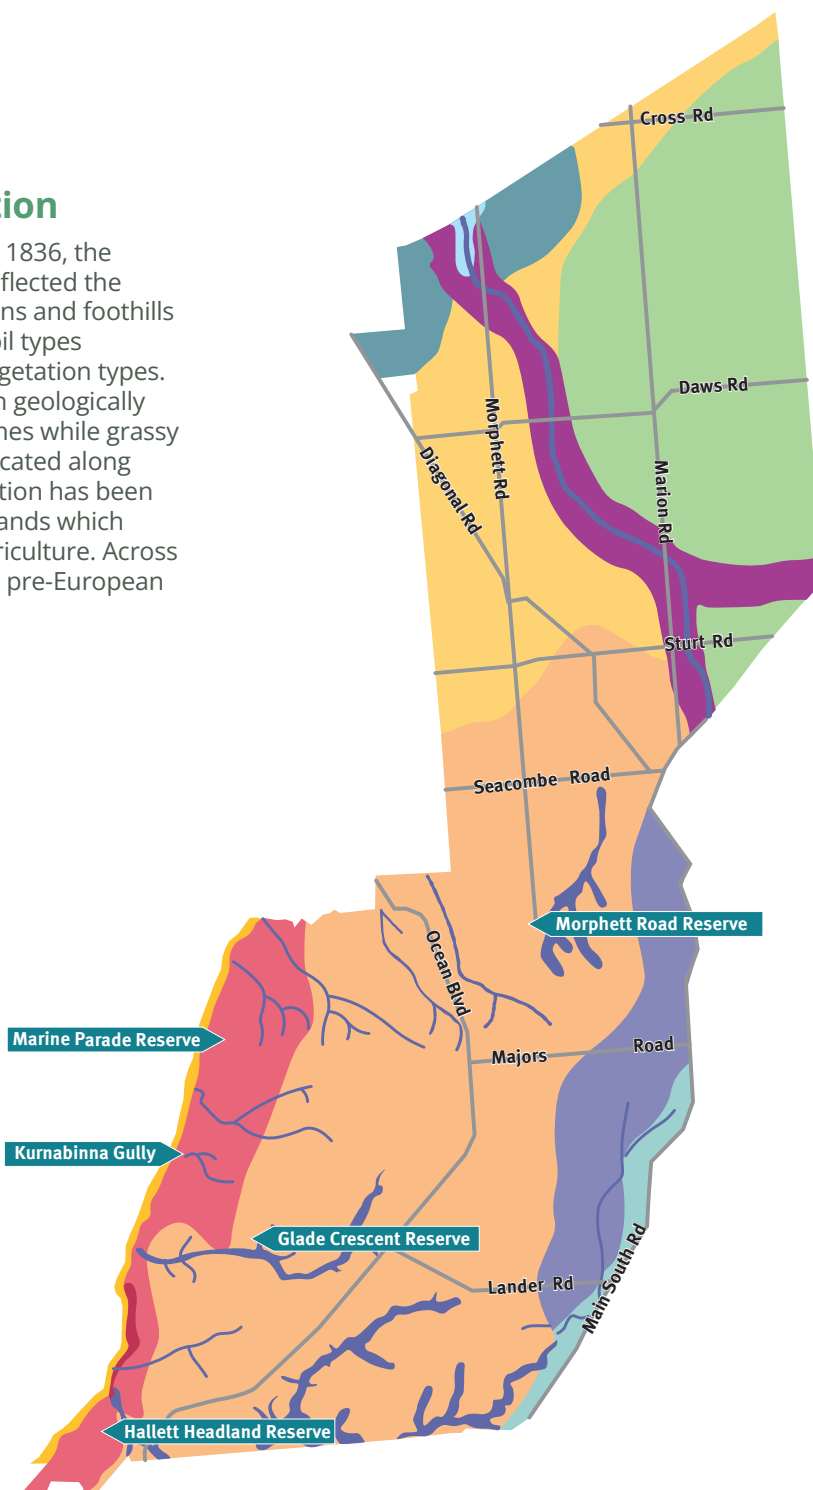 tion
1836, the
flected the
ns and foothills
oil types
getation types.
n geologically
nes while grassy
cated along
tion has been
ands which
riculture. Across
pre-European
Cross Rd
Daws Rd
Morphett Rd
Diagonal Rd
Marion Rd
Sturt Rd
Seacombe Road
Morphett Road Reserve
Ocean Blvd
Marine Parade Reserve
Majors Road
Kurnabinna Gully
Glade Crescent Reserve
Lander Rd
Main South Rd
Hallett Headland Reserve